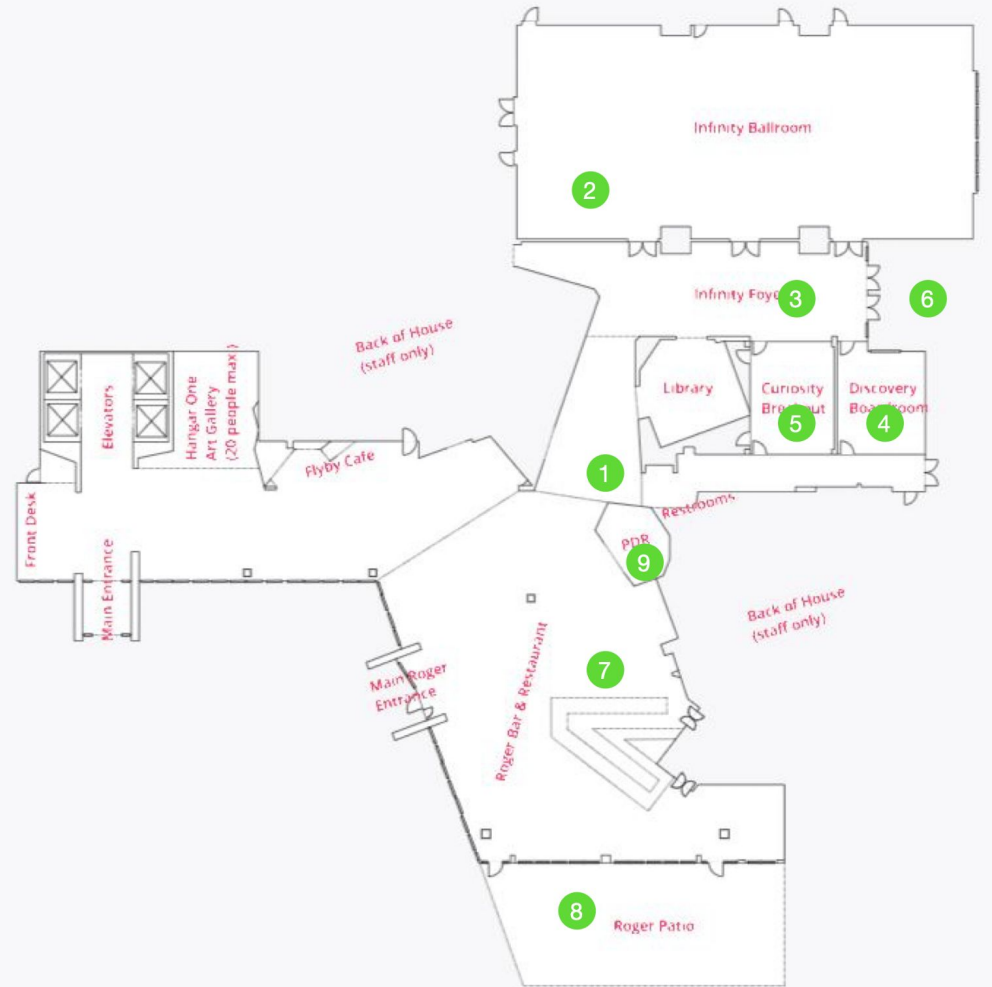 Infinity Ballroom
2
Infinity Foye
3
6
Back of House
(staff only)
Elevators
Hangar One
Art Gallery
(20 people max )
Library
Curiosity
Breakout
5
Discovery
Boardroom
4
Flyby Cafe
1
Front Desk
Restrooms
Main Entrance
PDR
9
Back of House
(staff only)
7
Main Roger
Entrance
Roger Bar & Restaurant
8
Roger Patio